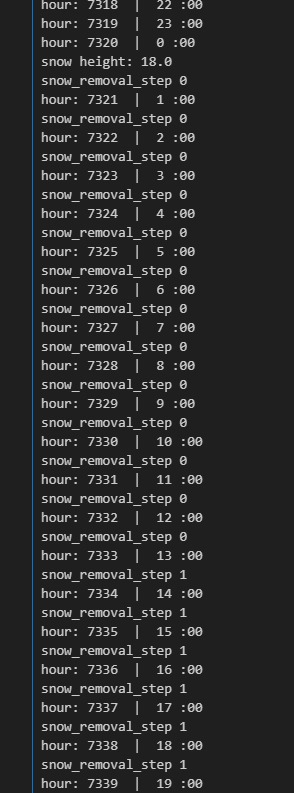 hour: 7318  |  22 :00
hour: 7319  |  23 :00
hour: 7320  |  0 :00
snow height: 18.0
snow_removal_step 0
hour: 7321  |  1 :00
snow_removal_step 0
hour: 7322  |  2 :00
snow_removal_step 0
hour: 7323  |  3 :00
snow_removal_step 0
hour: 7324  |  4 :00
snow_removal_step 0
hour: 7325  |  5 :00
snow_removal_step 0
hour: 7326  |  6 :00
snow_removal_step 0
hour: 7327  |  7 :00
snow_removal_step 0
hour: 7328  |  8 :00
snow_removal_step 0
hour: 7329  |  9 :00
snow_removal_step 0
hour: 7330  |  10 :00
snow_removal_step 0
hour: 7331  |  11 :00
snow_removal_step 0
hour: 7332  |  12 :00
snow_removal_step 0
hour: 7333  |  13 :00
snow_removal_step 1
hour: 7334  |  14 :00
snow_removal_step 1
hour: 7335  |  15 :00
snow_removal_step 1
hour: 7336  |  16 :00
snow_removal_step 1
hour: 7337  |  17 :00
snow_removal_step 1
hour: 7338  |  18 :00
snow_removal_step 1
hour: 7339  |  19 :00